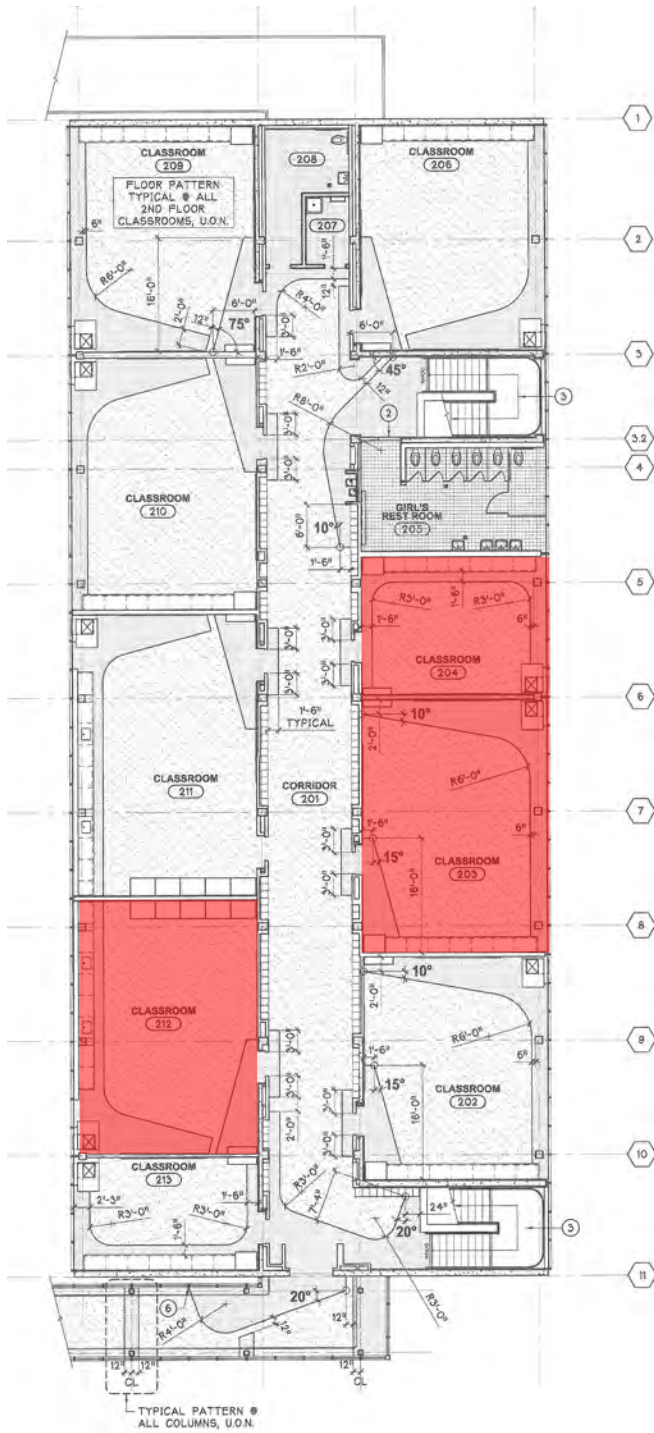 1
CLASSROOM
209
208
CLASSROOM
206
FLOOR PATTERN
TYPICAL @ ALL
2ND FLOOR
CLASSROOMS, U.O.N.
207
2
6"
16'-0"
R6'-0"
2'-0"
12"
6'-0"
75°
1'-6"
12"
R4'-0"
3'-0"
1'-6"
6'-0"
3
R2'-0"
45°
12"
R8'-0"
2
3
3'-0"
3.2
3'-0"
4
CLASSROOM
210
GIRL'S
REST ROOM
205
6'-0"
10°
1'-6"
5
R3'-0"
1'-6"
R3'-0"
1'-6"
6"
3'-0"
3'-0"
CLASSROOM
204
3'-0"
3'-0"
6
1'-6"
TYPICAL
2'-0"
10°
CLASSROOM
211
CORRIDOR
201
R6'-0"
7
1'-6"
6"
3'-0"
15°
3'-0"
16'-0"
CLASSROOM
203
8
10°
2'-0"
CLASSROOM
212
R6'-0"
9
3'-0"
1'-6"
6"
15°
3'-0"
2'-0"
3'-0"
16'-0"
CLASSROOM
202
3'-0"
10
CLASSROOM
213
2'-3"
1'-6"
R3'-0"
R3'-0"
1'-6"
R3'-0"
7'-4"
24"
20°
3
11
6
20°
R3'-0"
R4'-0"
12"
12"
12"
12"
12"
12"
CL
CL
TYPICAL PATTERN @
ALL COLUMNS, U.O.N.